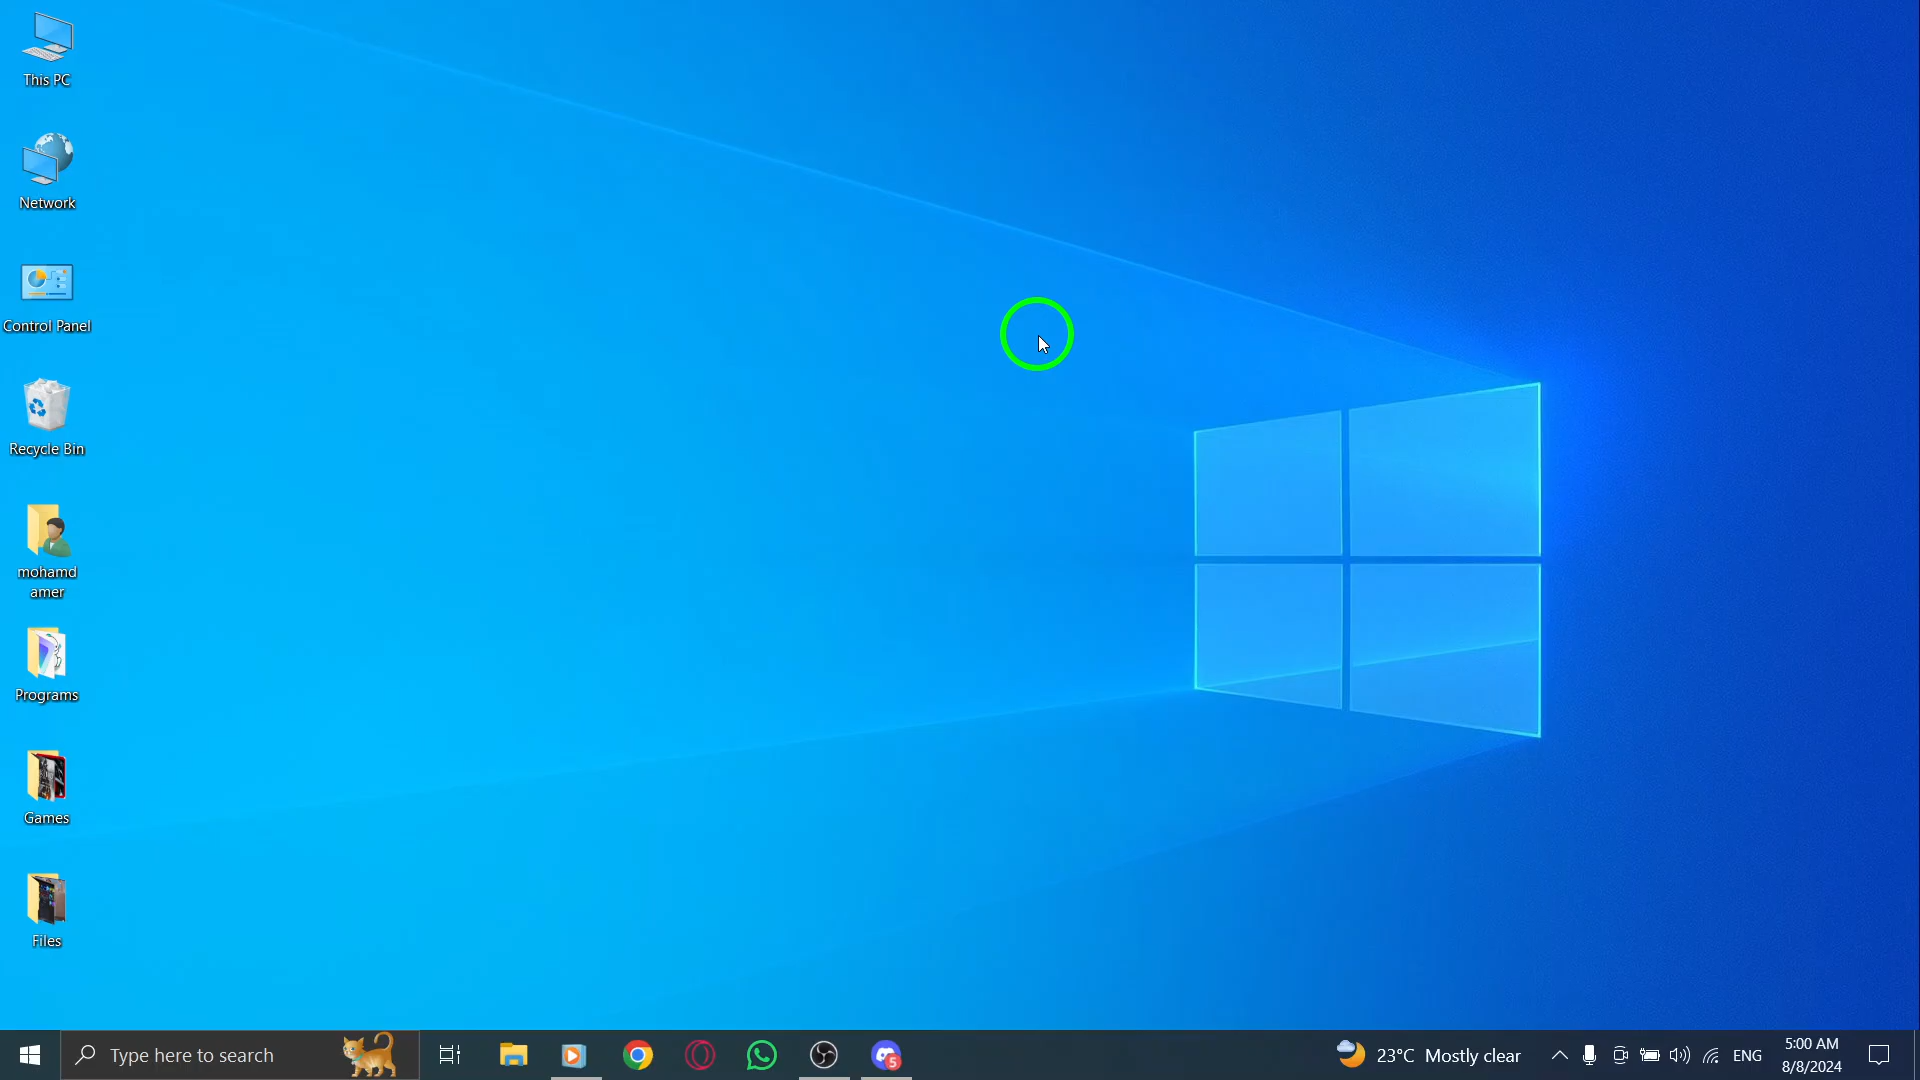 This PC
Network
Control Panel
Recycle Bin
mohamd
amer
Programs
Games
Files
Type here to search
5
23°C Mostly clear
ENG
5:00 AM
8/8/2024